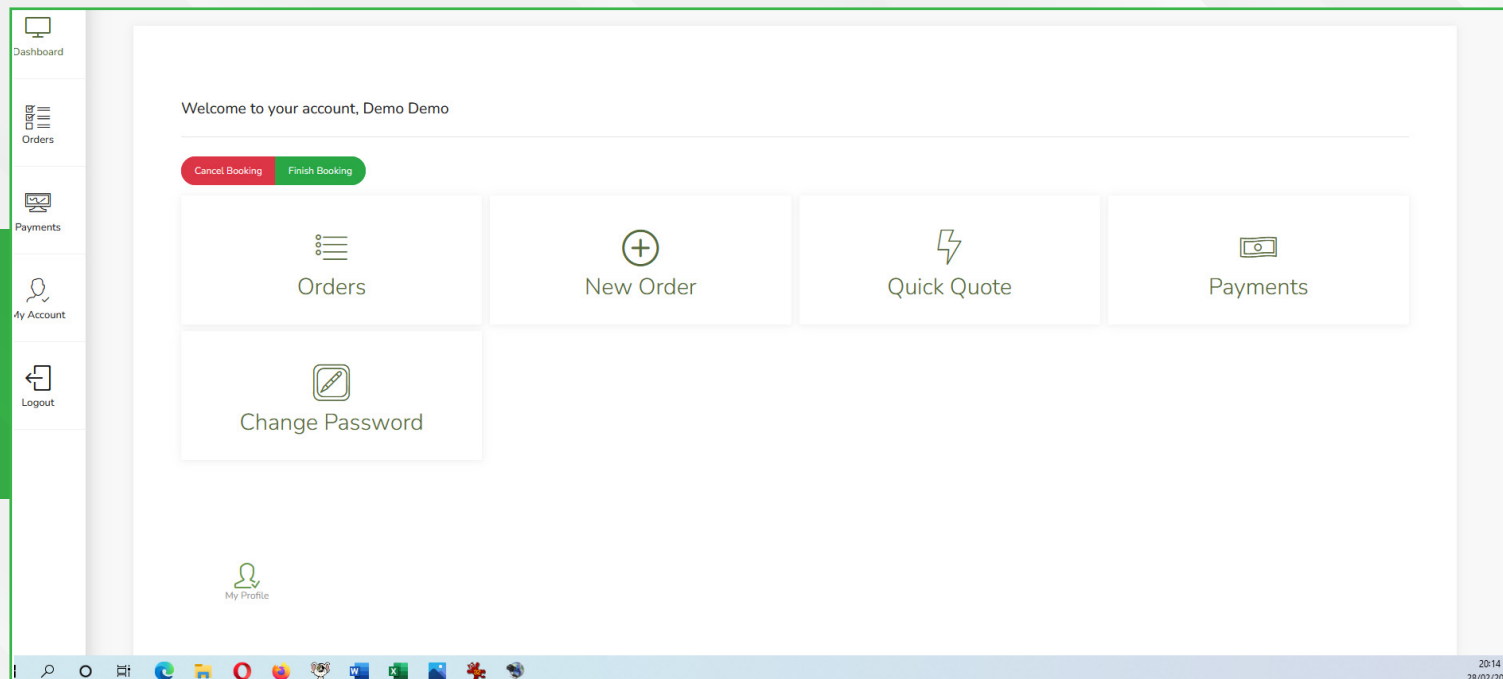 Dashboard
Orders
Payments
My Account
Logout
Welcome to your account, Demo Demo
Cancel Booking Finish Booking
Orders New Order Quick Quote Payments
Change Password
My Profile
20:14